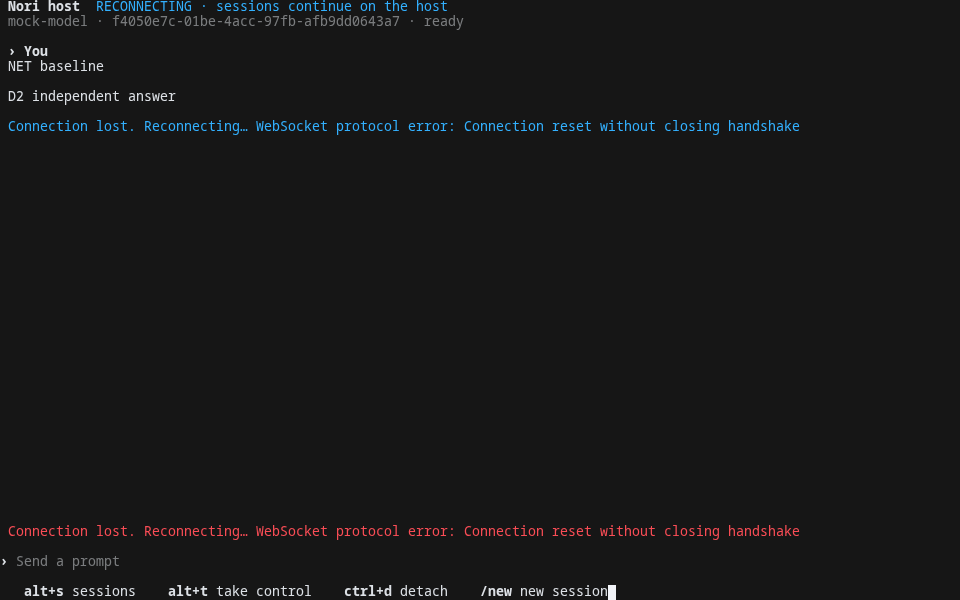 Nori host  RECONNECTING · sessions continue on the host
mock-model · f4050e7c-01be-4acc-97fb-afb9dd0643a7 · ready
› You
NET baseline
D2 independent answer
Connection lost. Reconnecting… WebSocket protocol error: Connection reset without closing handshake
Connection lost. Reconnecting… WebSocket protocol error: Connection reset without closing handshake
› Send a prompt
alt+s sessions    alt+t take control    ctrl+d detach    /new new session